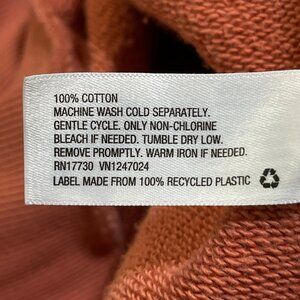 100% COTTON
MACHINE WASH COLD SEPARATELY.
GENTLE CYCLE. ONLY NON-CHLORINE
BLEACH IF NEEDED. TUMBLE DRY LOW.
REMOVE PROMPTLY. WARM IRON IF NEEDED.
RN17730 VN1247024
LABEL MADE FROM 100% RECYCLED PLASTIC